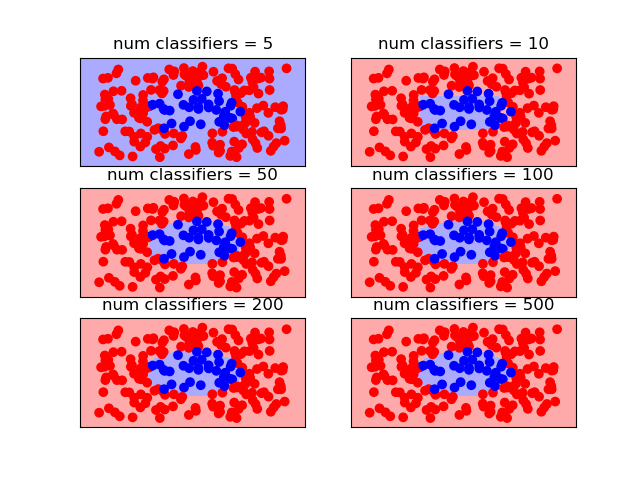 num classifiers = 5
num classifiers = 10
num classifiers = 50
num classifiers = 100
num classifiers = 200
num classifiers = 500